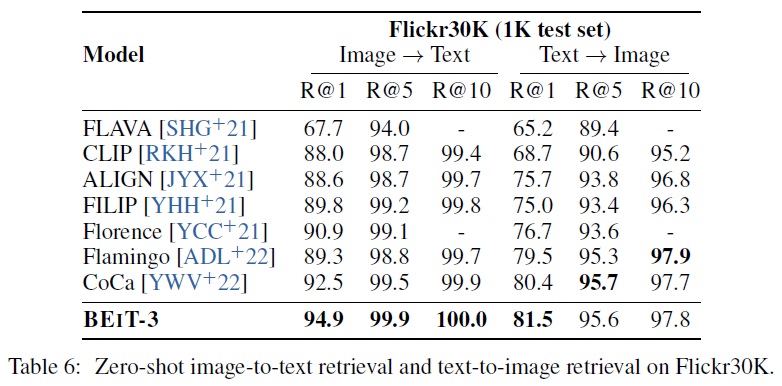 Flickr30K (1K test set)
Model Image → Text Text → Image
R@1 R@5 R@10 R@1 R@5 R@10
FLAVA [SHG+21] 67.7 94.0 - 65.2 89.4 -
CLIP [RKH+21] 88.0 98.7 99.4 68.7 90.6 95.2
ALIGN [JYX+21] 88.6 98.7 99.7 75.7 93.8 96.8
FILIP [YHH+21] 89.8 99.2 99.8 75.0 93.4 96.3
Florence [YCC+21] 90.9 99.1 - 76.7 93.6 -
Flamingo [ADL+22] 89.3 98.8 99.7 79.5 95.3 97.9
CoCa [YWV+22] 92.5 99.5 99.9 80.4 95.7 97.7
BEIT-3 94.9 99.9 100.0 81.5 95.6 97.8
Table 6: Zero-shot image-to-text retrieval and text-to-image retrieval on Flickr30K.